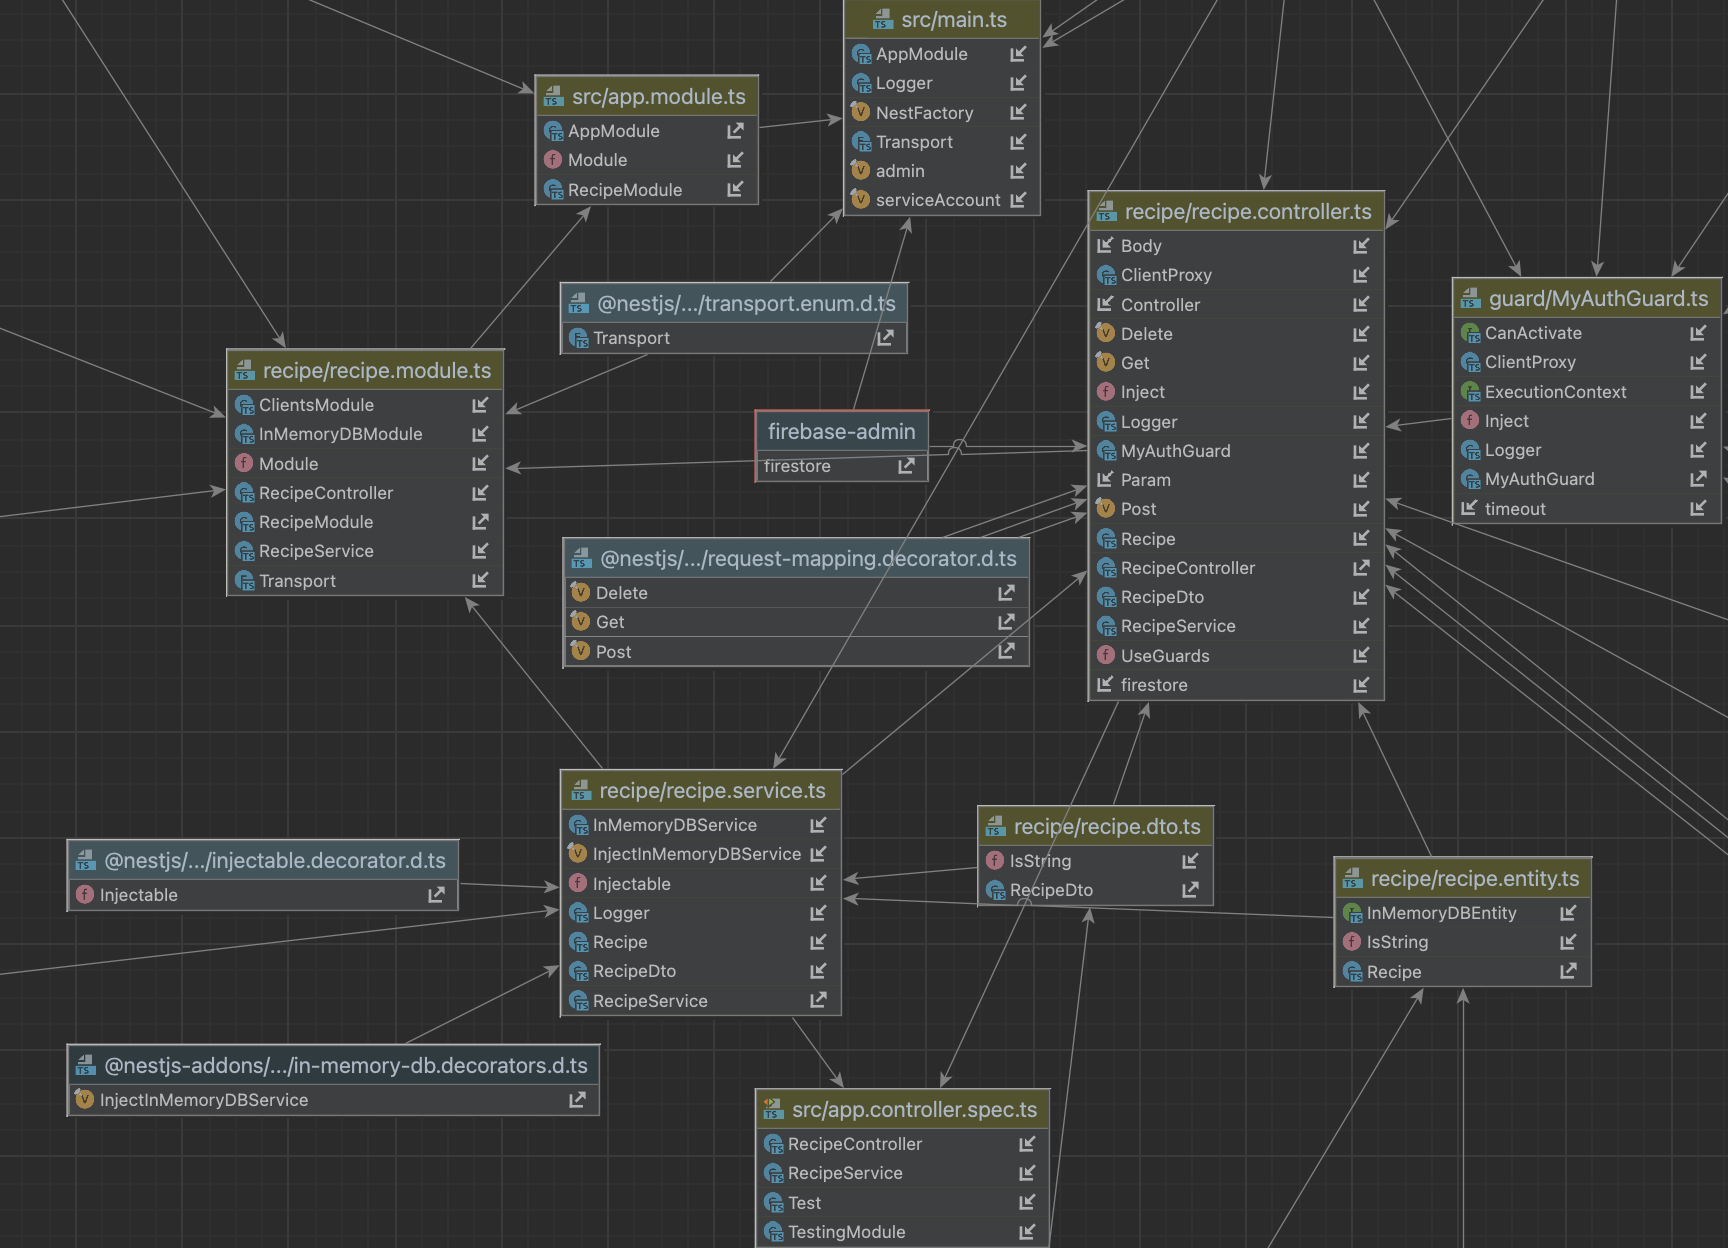 src/main.ts
AppModule
Logger
NestFactory
Transport
admin
serviceAccount
src/app.module.ts
AppModule
Module
RecipeModule
recipe/recipe.controller.ts
Body
ClientProxy
Controller
Delete
Get
Inject
Logger
MyAuthGuard
Param
Post
Recipe
RecipeController
RecipeDto
RecipeService
UseGuards
firestore
guard/MyAuthGuard.ts
CanActivate
ClientProxy
ExecutionContext
Inject
Logger
MyAuthGuard
timeout
@nestjs/.../transport.enum.d.ts
Transport
recipe/recipe.module.ts
ClientsModule
InMemoryDBModule
Module
RecipeController
RecipeModule
RecipeService
Transport
firebase-admin
firestore
@nestjs/.../request-mapping.decorator.d.ts
Delete
Get
Post
recipe/recipe.service.ts
InMemoryDBService
InjectInMemoryDBService
Injectable
Logger
Recipe
RecipeDto
RecipeService
recipe/recipe.dto.ts
IsString
RecipeDto
@nestjs/.../injectable.decorator.d.ts
Injectable
recipe/recipe.entity.ts
InMemoryDBEntity
IsString
Recipe
@nestjs-addons/.../in-memory-db.decorators.d.ts
InjectInMemoryDBService
src/app.controller.spec.ts
RecipeController
RecipeService
Test
TestingModule